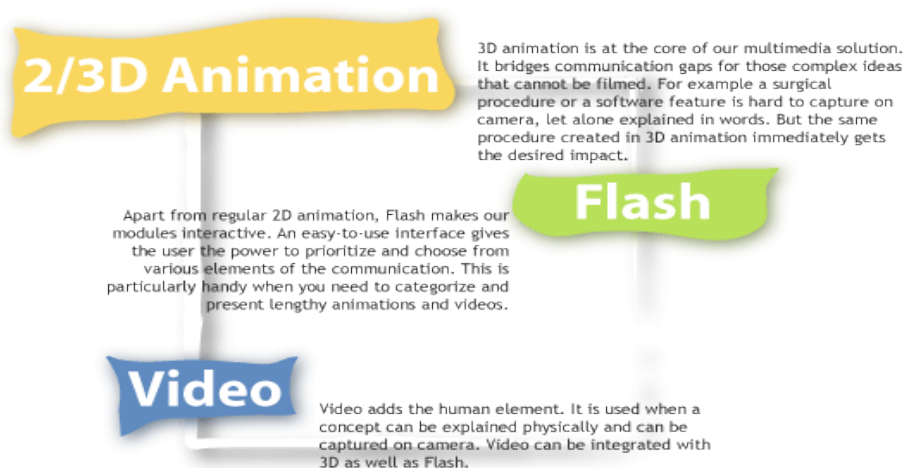 2/3D Animation
3D animation is at the core of our multimedia solution.
It bridges communication gaps for those complex ideas
that cannot be filmed. For example a surgical
procedure or a software feature is hard to capture on
camera, let alone explained in words. But the same
procedure created in 3D animation immediately gets
the desired impact.
Flash
Apart from regular 2D animation, Flash makes our
modules interactive. An easy-to-use interface gives
the user the power to prioritize and choose from
various elements of the communication. This is
particularly handy when you need to categorize and
present lengthy animations and videos.
Video
Video adds the human element. It is used when a
concept can be explained physically and can be
captured on camera. Video can be integrated with
3D as well as Flash.